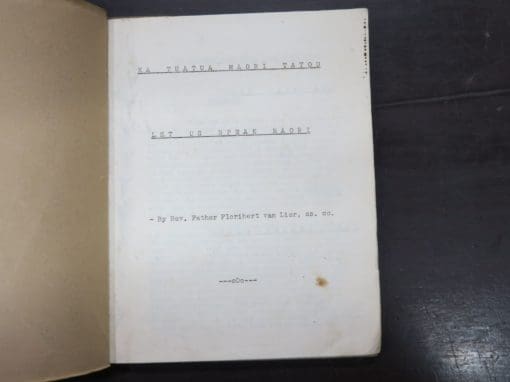 KA TUATUA MAORI TATOU
LET US SPEAK MAORI
- By Rev. Father Floribert van Lier, ss. cc.
---oOo---